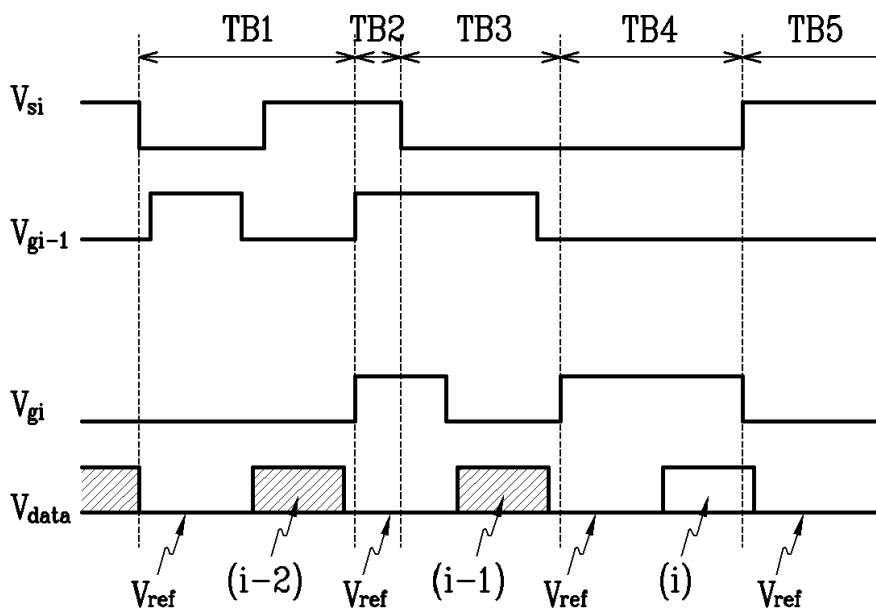 TB1 TB2 TB3 TB4 TB5
Vsi
Vgi-1
Vgi
Vdata
Vref (i-2) Vref (i-1) Vref (i) Vref